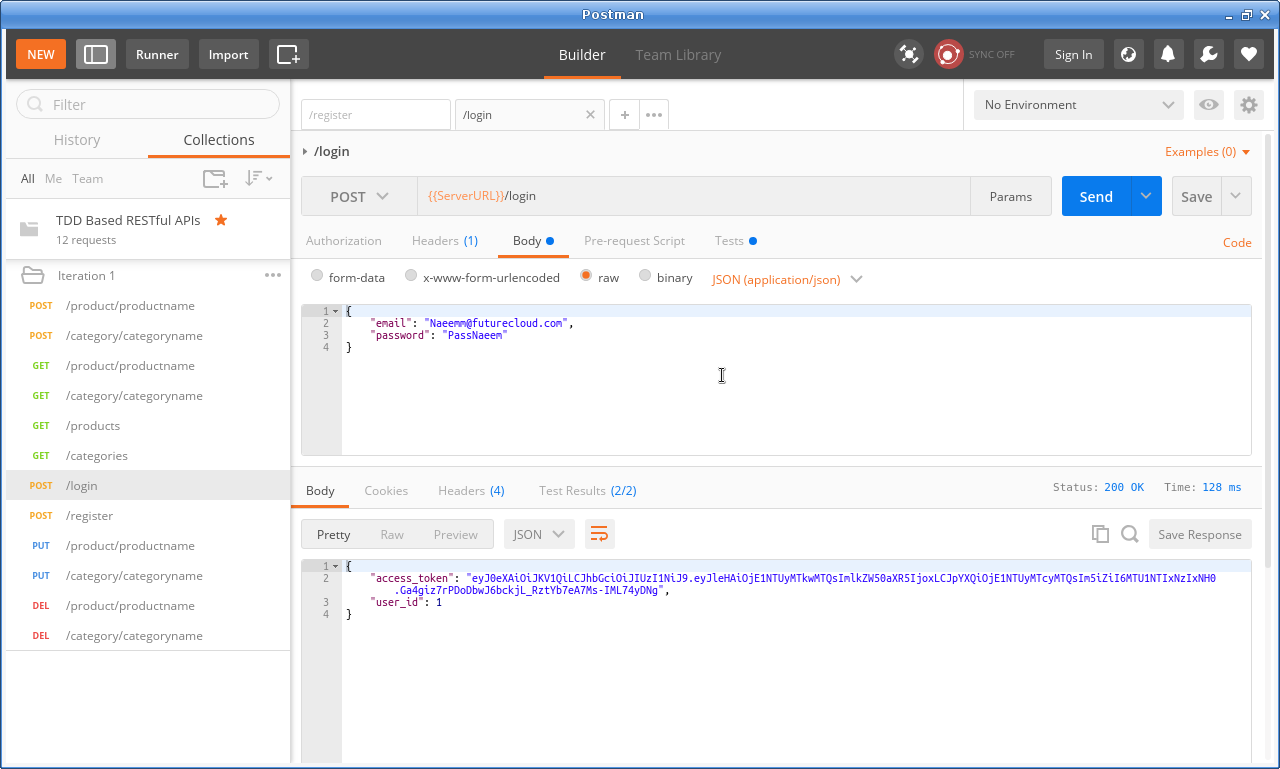 Postman
NEW
Runner
Import
Builder
Team Library
SYNC OFF
Sign In
Filter
History
Collections
All
Me
Team
TDD Based RESTful APIs
12 requests
Iteration 1
POST /product/productname
POST /category/categoryname
GET /product/productname
GET /category/categoryname
GET /products
GET /categories
POST /login
POST /register
PUT /product/productname
PUT /category/categoryname
DEL /product/productname
DEL /category/categoryname
/register
/login
No Environment
/login
Examples (0)
POST
{{ServerURL}}/login
Params
Send
Save
Authorization
Headers (1)
Body
Pre-request Script
Tests
Code
form-data
x-www-form-urlencoded
raw
binary
JSON (application/json)
1 {
2 "email": "Naeemm@futurecloud.com",
3 "password": "PassNaeem"
4 }
Body
Cookies
Headers (4)
Test Results (2/2)
Status: 200 OK
Time: 128 ms
Pretty
Raw
Preview
JSON
Save Response
1 {
2 "access_token": "eyJ0eXAiOiJKV1QiLCJhbGciOiJIUzI1NiJ9.eyJleHAiOjE1NTUyMTkwMTQsImlkZW50aXR5IjoxLCJpYXQiOjE1NTUyMTcyMTQsIm5iZiI6MTU1NTIxNzIxNH0
.Ga4giz7rPDoDbwJ6bckjL_RztYb7eA7Ms-IML74yDNg",
3 "user_id": 1
4 }